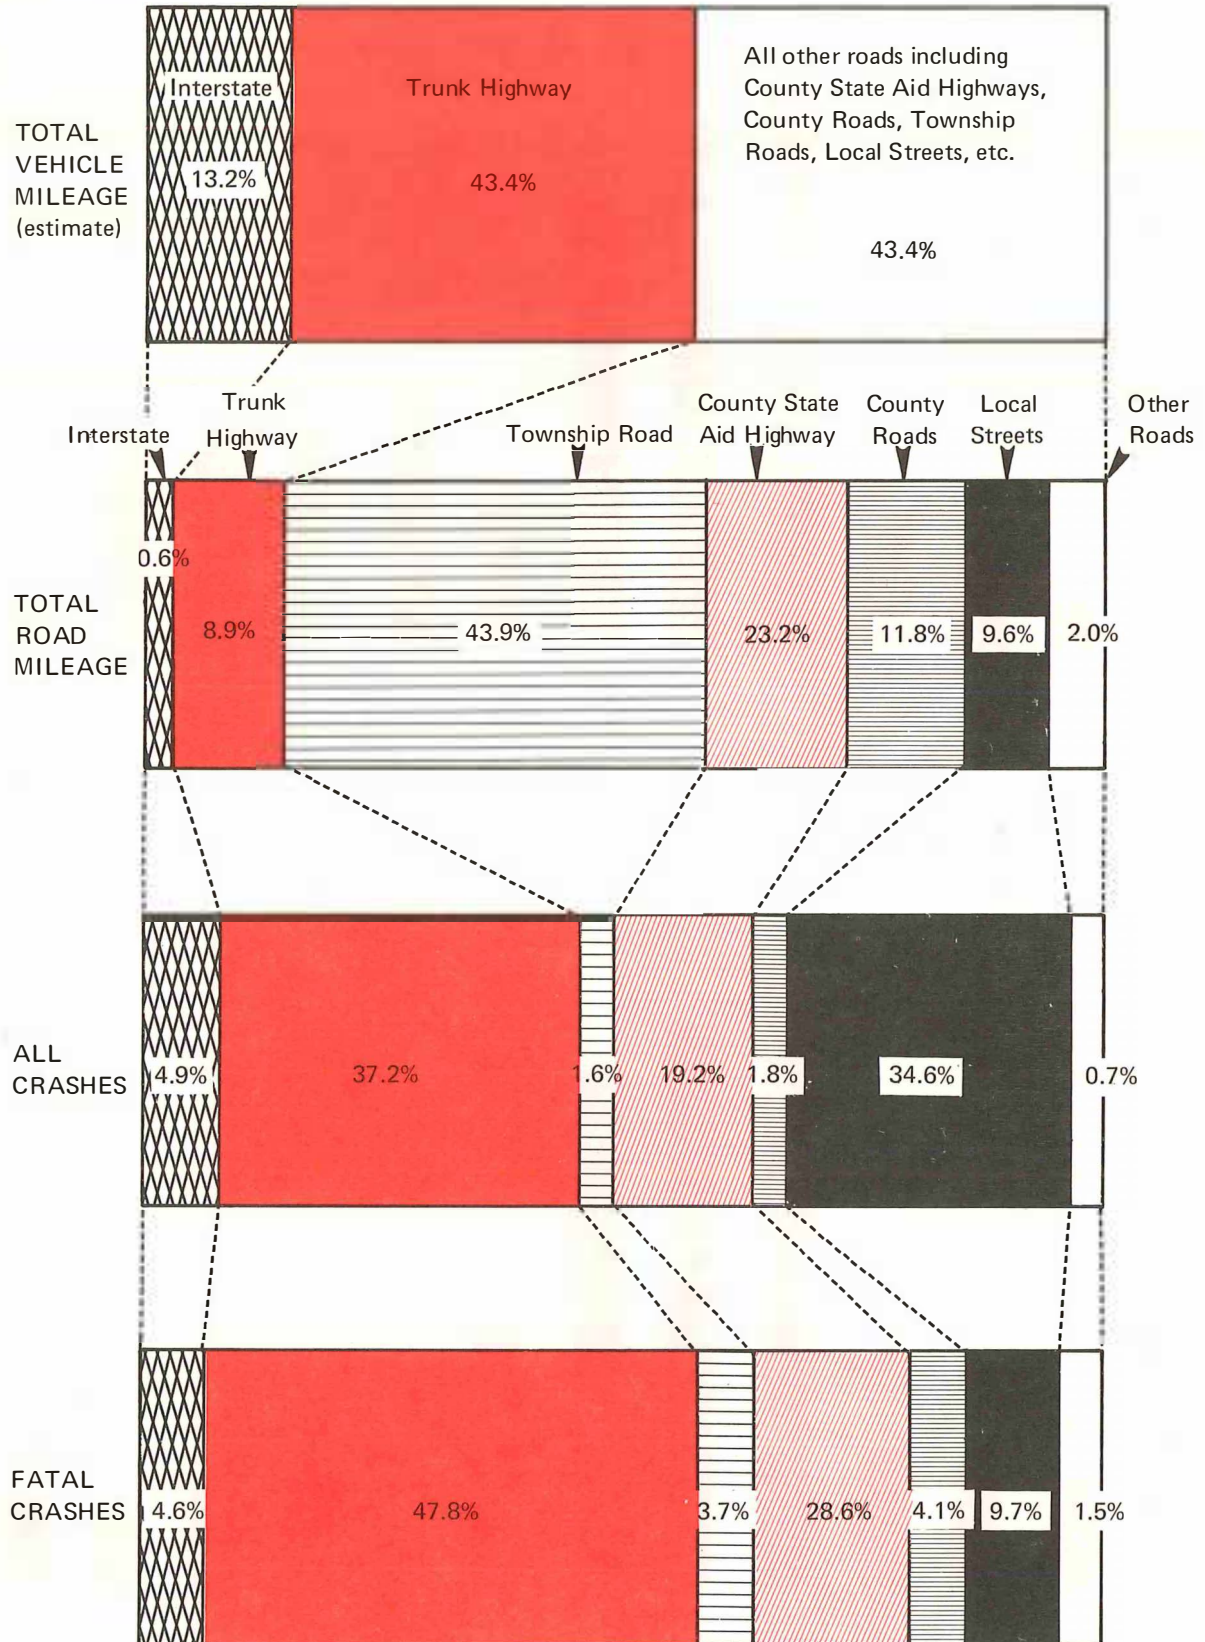 Interstate
Trunk Highway
All other roads including
County State Aid Highways,
County Roads, Township
Roads, Local Streets, etc.
TOTAL
VEHICLE
MILEAGE
(estimate)
13.2%
43.4%
43.4%
Interstate
Trunk
Highway
Township Road
County State
Aid Highway
County
Roads
Local
Streets
Other
Roads
TOTAL
ROAD
MILEAGE
0.6%
8.9%
43.9%
23.2%
11.8%
9.6%
2.0%
ALL
CRASHES
4.9%
37.2%
1.6%
19.2%
1.8%
34.6%
0.7%
FATAL
CRASHES
4.6%
47.8%
3.7%
28.6%
4.1%
9.7%
1.5%